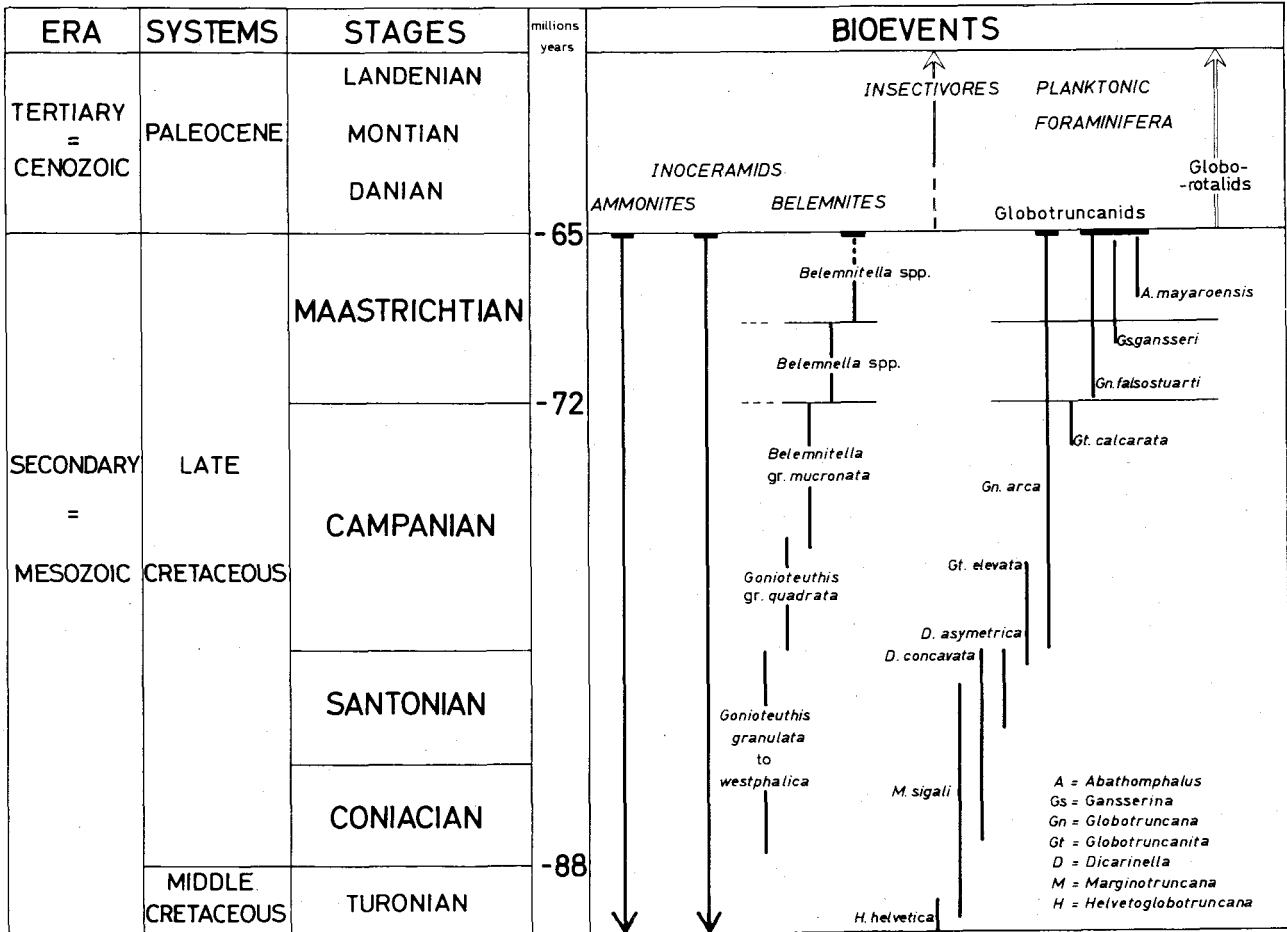 ERA
SYSTEMS
STAGES
millions
years
BIOEVENTS
TERTIARY
=
CENOZOIC
PALEOCENE
LANDENIAN
MONTIAN
DANIAN
INSECTIVORES
PLANKTONIC
FORAMINIFERA
INOCERAMIDS
AMMONITES
BELEMNITES
Globo-
-rotalids
Globotruncanids
-65
SECONDARY
=
MESOZOIC
LATE
CRETACEOUS
MAASTRICHTIAN
Belemnitella spp.
A. mayaroensis
Gs.gansseri
Belemnella spp.
Gn. falsostuarti
-72
CAMPANIAN
Gt. calcarata
Belemnitella
gr. mucronata
Gn. arca
Gonioteuthis
gr. quadrata
Gt. elevata
D. asymetrica
D. concavata
SANTONIAN
Gonioteuthis
granulata
to
westphalica
CONIACIAN
M. sigali
A = Abathomphalus
Gs = Gansserina
Gn = Globotruncana
Gt = Globotruncanita
D = Dicarinella
M = Marginotruncana
H = Helvetoglobotruncana
-88
MIDDLE
CRETACEOUS
TURONIAN
H. helvetica